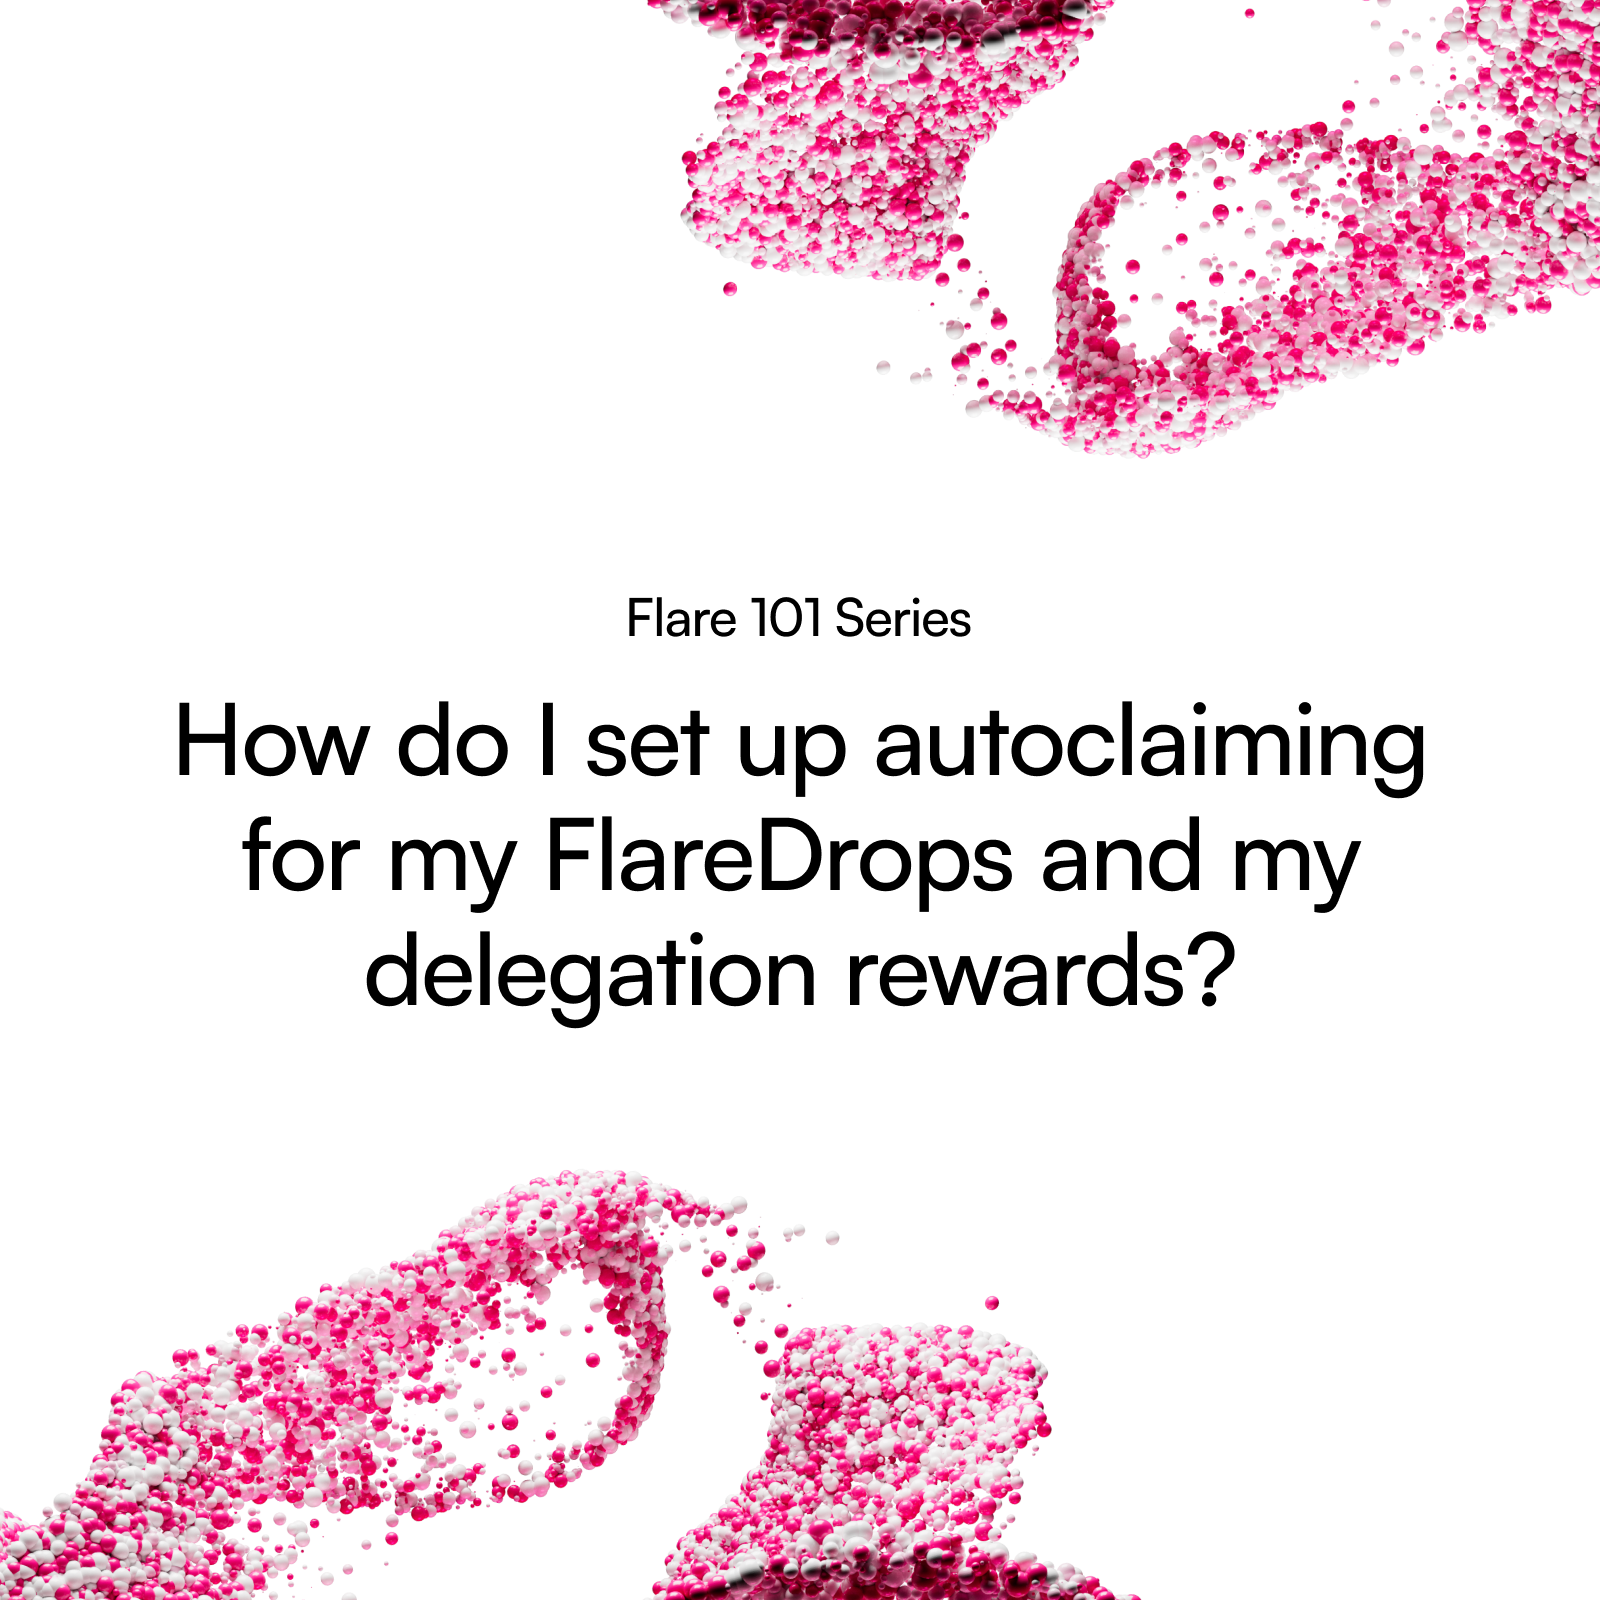 Flare 101 Series
How do I set up autoclaiming
for my FlareDrops and my
delegation rewards?